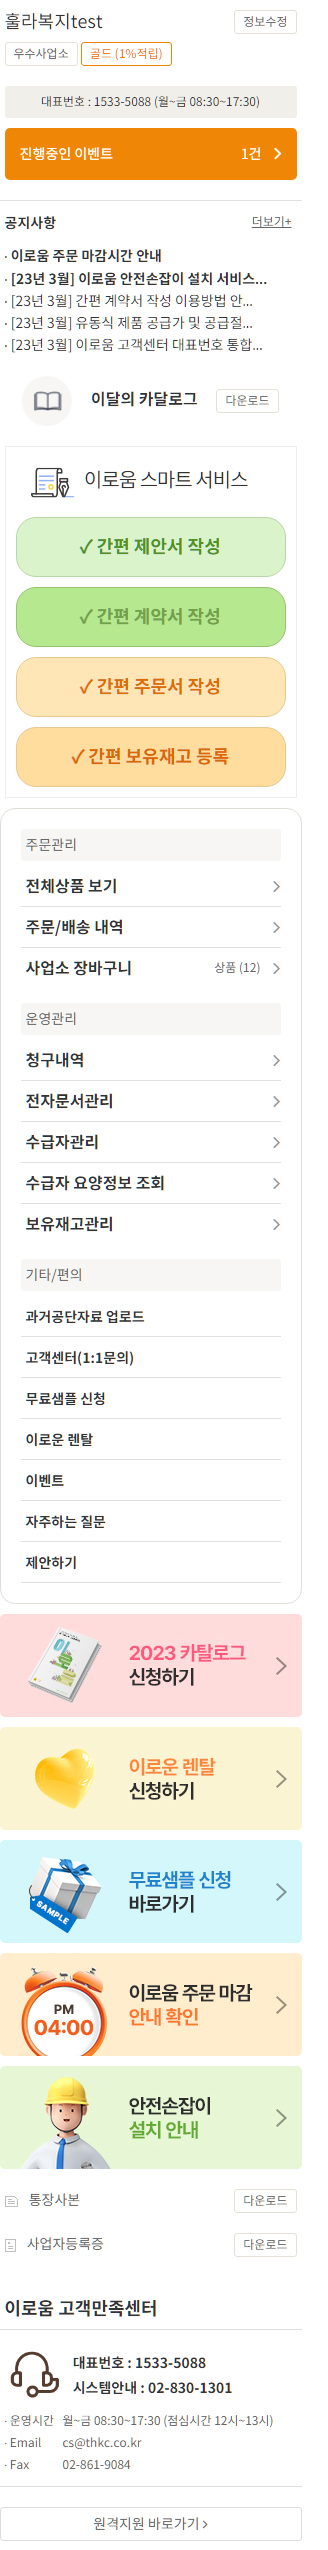 훌라복지test
정보수정
우수사업소
골드 (1%적립)
대표번호 : 1533-5088 (월~금 08:30~17:30)
진행중인 이벤트 1건
공지사항 더보기+
· 이로움 주문 마감시간 안내
· [23년 3월] 이로움 안전손잡이 설치 서비스...
· [23년 3월] 간편 계약서 작성 이용방법 안...
· [23년 3월] 유동식 제품 공급가 및 공급절...
· [23년 3월] 이로움 고객센터 대표번호 통합...
이달의 카달로그 다운로드
이로움 스마트 서비스
✓ 간편 제안서 작성
✓ 간편 계약서 작성
✓ 간편 주문서 작성
✓ 간편 보유재고 등록
주문관리
전체상품 보기
주문/배송 내역
사업소 장바구니 상품 (12)
운영관리
청구내역
전자문서관리
수급자관리
수급자 요양정보 조회
보유재고관리
기타/편의
과거공단자료 업로드
고객센터(1:1문의)
무료샘플 신청
이로운 렌탈
이벤트
자주하는 질문
제안하기
이로움
2023 카탈로그
신청하기
이로운 렌탈
신청하기
SAMPLE
무료샘플 신청
바로가기
PM
04:00
이로움 주문 마감
안내 확인
안전손잡이
설치 안내
통장사본 다운로드
사업자등록증 다운로드
이로움 고객만족센터
대표번호 : 1533-5088
시스템안내 : 02-830-1301
· 운영시간 월~금 08:30~17:30 (점심시간 12시~13시)
· Email cs@thkc.co.kr
· Fax 02-861-9084
원격지원 바로가기 >